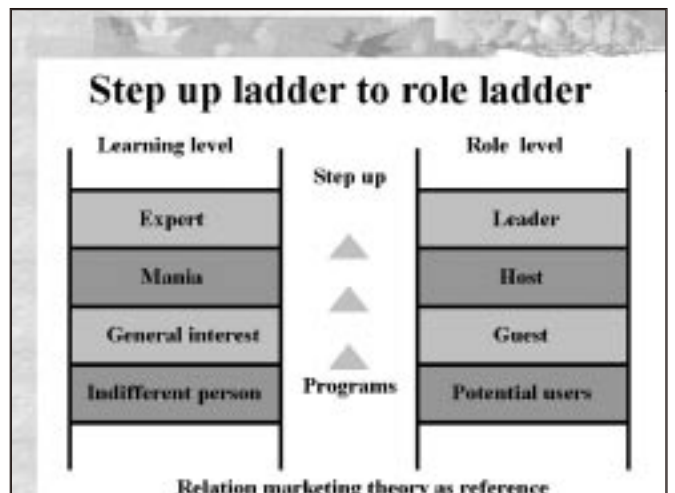 Step up ladder to role ladder
Learning level
Role level
Step up
Expert
Leader
Mania
Host
General interest
Guest
Programs
Indifferent person
Potential users
Relation marketing theory as reference